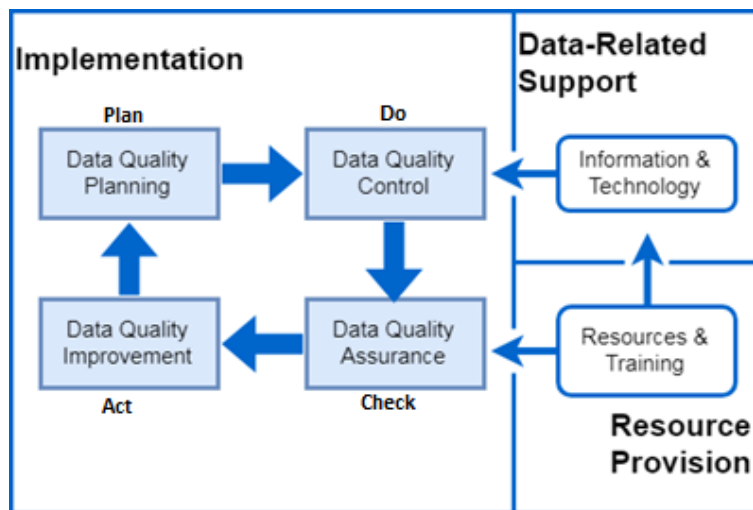 Implementation
Plan
Do
Data Quality
Planning
Data Quality
Control
Data Quality
Improvement
Data Quality
Assurance
Act
Check
Data-Related
Support
Information &
Technology
Resources &
Training
Resource
Provision